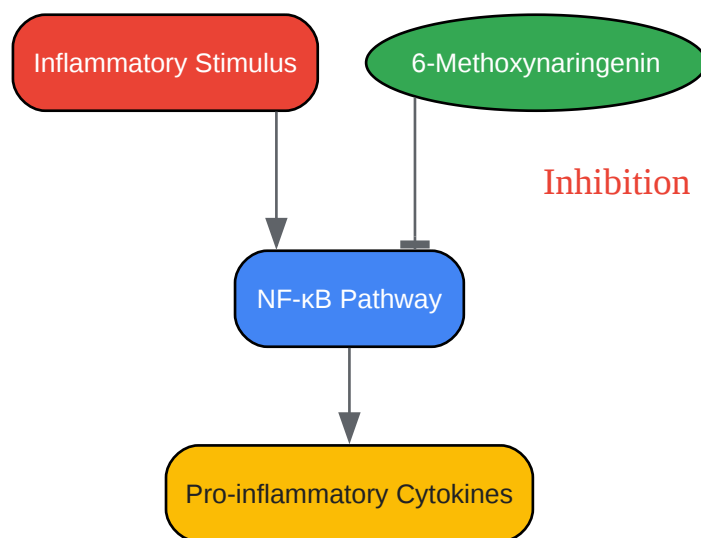 Inflammatory Stimulus
6-Methoxynaringenin
Inhibition
NF-κB Pathway
Pro-inflammatory Cytokines